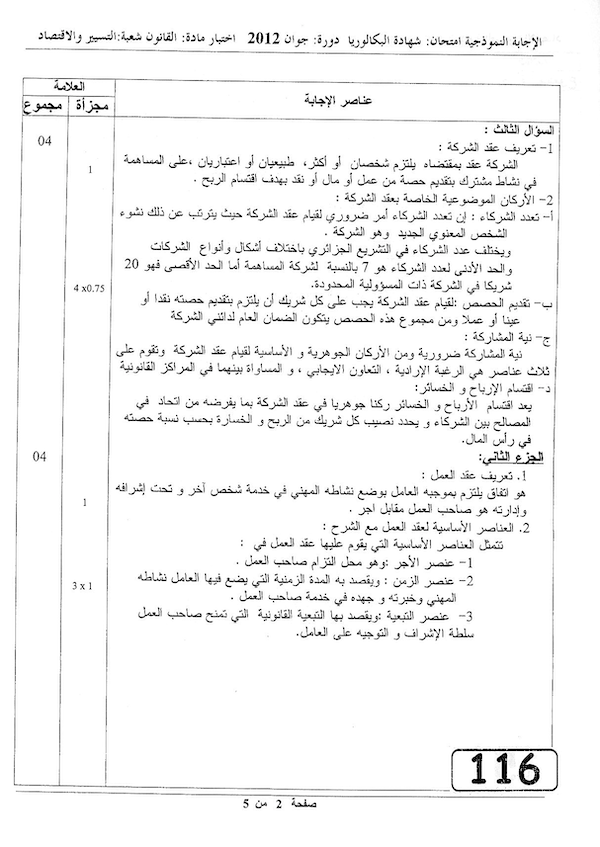 الإجابة النموذجية امتحان: شهادة البكالوريا دورة: جوان 2012 اختبار مادة: القانون شعبة:التسيير والاقتصاد
العلامة
عناصر الإجابة
مجزأة مجموع
السؤال الثالث :
04
1- تعريف عقد الشركة :
1
الشركة عقد بمقتضاه يلتزم شخصان أو أكثر، طبيعيان أو اعتباريان ،على المساهمة
في نشاط مشترك بتقديم حصة من عمل أو مال أو نقد بهدف اقتسام الربح .
2- الأركان الموضوعية الخاصة بعقد الشركة :
أ- تعدد الشركاء : إن تعدد الشركاء أمر ضروري لقيام عقد الشركة حيث يترتب عن ذلك نشوء
الشخص المعنوي الجديد وهو الشركة .
ويختلف عدد الشركاء في التشريع الجزائري باختلاف أشكال وأنواع الشركات
والحد الأدنى لعدد الشركاء هو 7 بالنسبة لشركة المساهمة أما الحد الأقصى فهو 20
شريكا في الشركة ذات المسؤولية المحدودة.
4 x0.75
ب- تقديم الحصص :لقيام عقد الشركة يجب على كل شريك أن يلتزم بتقديم حصته نقدا أو
عينا أو عملا ومن مجموع هذه الحصص يتكون الضمان العام لدائني الشركة
ج- نية المشاركة :
نية المشاركة ضرورية ومن الأركان الجوهرية و الأساسية لقيام عقد الشركة وتقوم على
ثلاث عناصر هي الرغبة الإرادية ، التعاون الايجابي ، و المساواة بينهما في المراكز القانونية
د- اقتسام الإرباح و الخسائر:
يعد اقتسام الأرباح و الخسائر ركنا جوهريا في عقد الشركة بما يفرضه من اتحاد في
المصالح بين الشركاء و يحدد نصيب كل شريك من الربح و الخسارة بحسب نسبة حصته
في رأس المال.
الجزء الثاني:
04
1. تعريف عقد العمل :
هو اتفاق يلتزم بموجبه العامل بوضع نشاطه المهني في خدمة شخص آخر و تحت إشرافه
1
وإدارته هو صاحب العمل مقابل اجر .
2. العناصر الأساسية لعقد العمل مع الشرح :
تتمثل العناصر الأساسية التي يقوم عليها عقد العمل في :
1- عنصر الأجر :وهو محل التزام صاحب العمل .
2- عنصر الزمن : ويقصد به المدة الزمنية التي يضع فيها العامل نشاطه
3 x 1
المهني وخبرته و جهده في خدمة صاحب العمل .
3- عنصر التبعية :ويقصد بها التبعية القانونية التي تمنح صاحب العمل
سلطة الإشراف و التوجيه على العامل.
116
صفحة 2 من 5